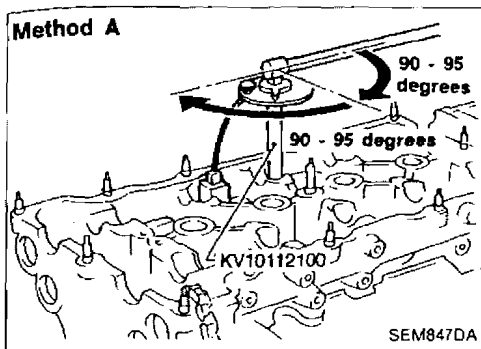 Method A
90 - 95
degrees
90 - 95 degrees
KV10112100
SEM847DA